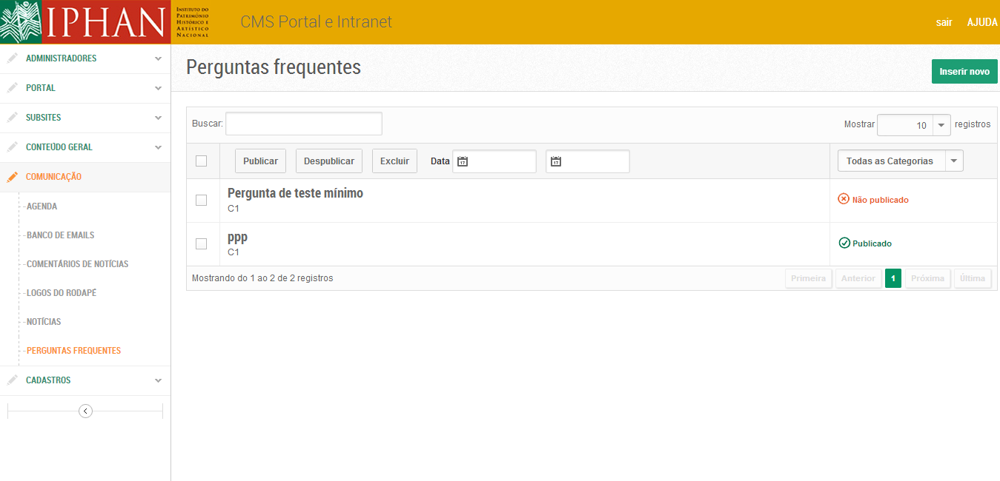 IPHAN
INSTITUTO DO
PATRIMÔNIO
HISTÓRICO E
ARTÍSTICO
NACIONAL
CMS Portal e Intranet
sair AJUDA
ADMINISTRADORES
PORTAL
SUBSITES
CONTEÚDO GERAL
COMUNICAÇÃO
AGENDA
BANCO DE EMAILS
COMENTÁRIOS DE NOTÍCIAS
LOGOS DO RODAPÉ
NOTÍCIAS
PERGUNTAS FREQUENTES
CADASTROS
Perguntas frequentes
Inserir novo
Buscar: Mostrar 10 registros
Publicar Despublicar Excluir Data 17 17 Todas as Categorias
Pergunta de teste mínimo
C1
Não publicado
ppp
C1
Publicado
Mostrando do 1 ao 2 de 2 registros Primeira Anterior 1 Próxima Última